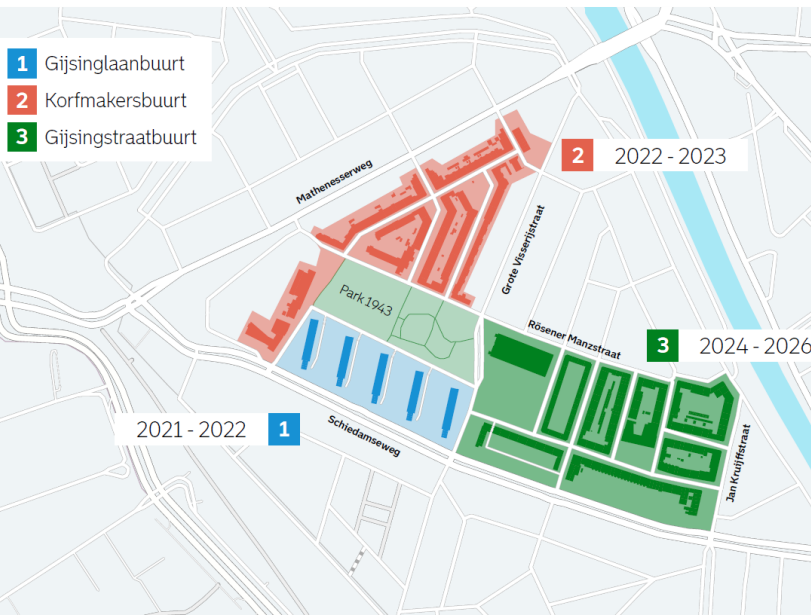 1 Gijsinglaanbuurt
2 Korfmakersbuurt
3 Gijsingstraatbuurt
2 2022 - 2023
Mathenesserweg
Grote Visserijstraat
Park 1943
Rösener Manzstraat
3 2024 - 2026
2021 - 2022 1
Schiedamseweg
Jan Kruijffstraat